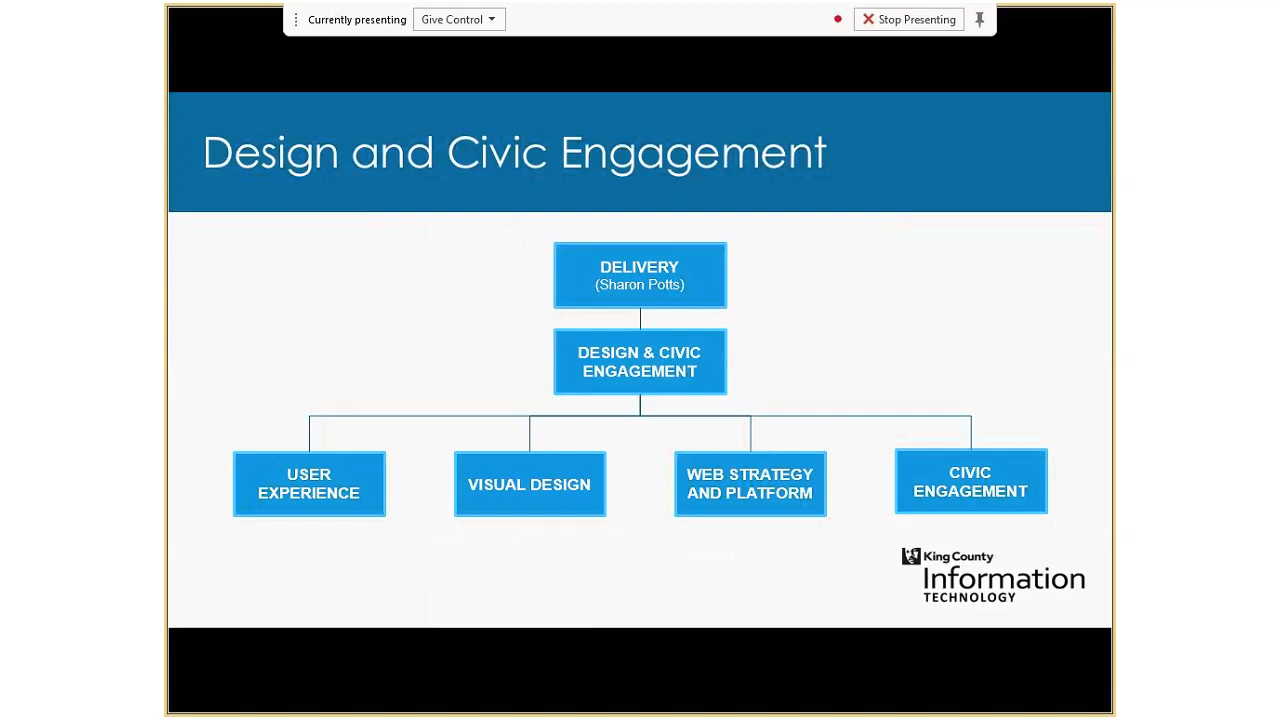 Currently presenting
Give Control
Stop Presenting
Design and Civic Engagement
DELIVERY
(Sharon Potts)
DESIGN & CIVIC
ENGAGEMENT
USER
EXPERIENCE
VISUAL DESIGN
WEB STRATEGY
AND PLATFORM
CIVIC
ENGAGEMENT
King County
Information
TECHNOLOGY